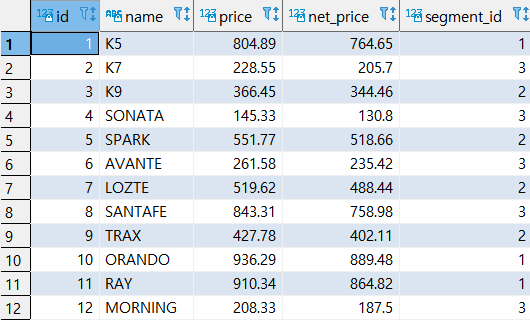 123 id ABC name 123 price 123 net_price 123 segment_id
1 1 K5 804.89 764.65 1
2 2 K7 228.55 205.7 3
3 3 K9 366.45 344.46 2
4 4 SONATA 145.33 130.8 3
5 5 SPARK 551.77 518.66 2
6 6 AVANTE 261.58 235.42 3
7 7 LOZTE 519.62 488.44 2
8 8 SANTAFE 843.31 758.98 3
9 9 TRAX 427.78 402.11 2
10 10 ORANDO 936.29 889.48 1
11 11 RAY 910.34 864.82 1
12 12 MORNING 208.33 187.5 3